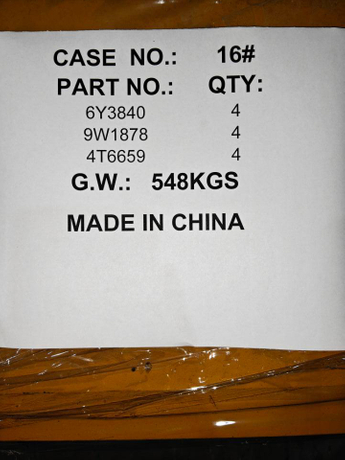 CASE NO.: 16#
PART NO.: QTY:
6Y3840 4
9W1878 4
4T6659 4
G.W.: 548KGS
MADE IN CHINA